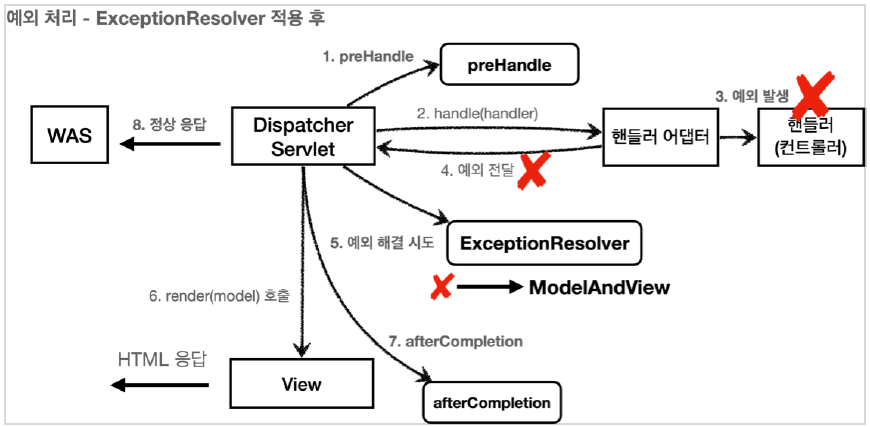 예외 처리 - ExceptionResolver 적용 후
1. preHandle
preHandle
3. 예외 발생
2. handle(handler)
8. 정상 응답
WAS
Dispatcher
Servlet
핸들러 어댑터
핸들러
(컨트롤러)
4. 예외 전달
5. 예외 해결 시도
ExceptionResolver
6. render(model) 호출
ModelAndView
7. afterCompletion
HTML 응답
View
afterCompletion